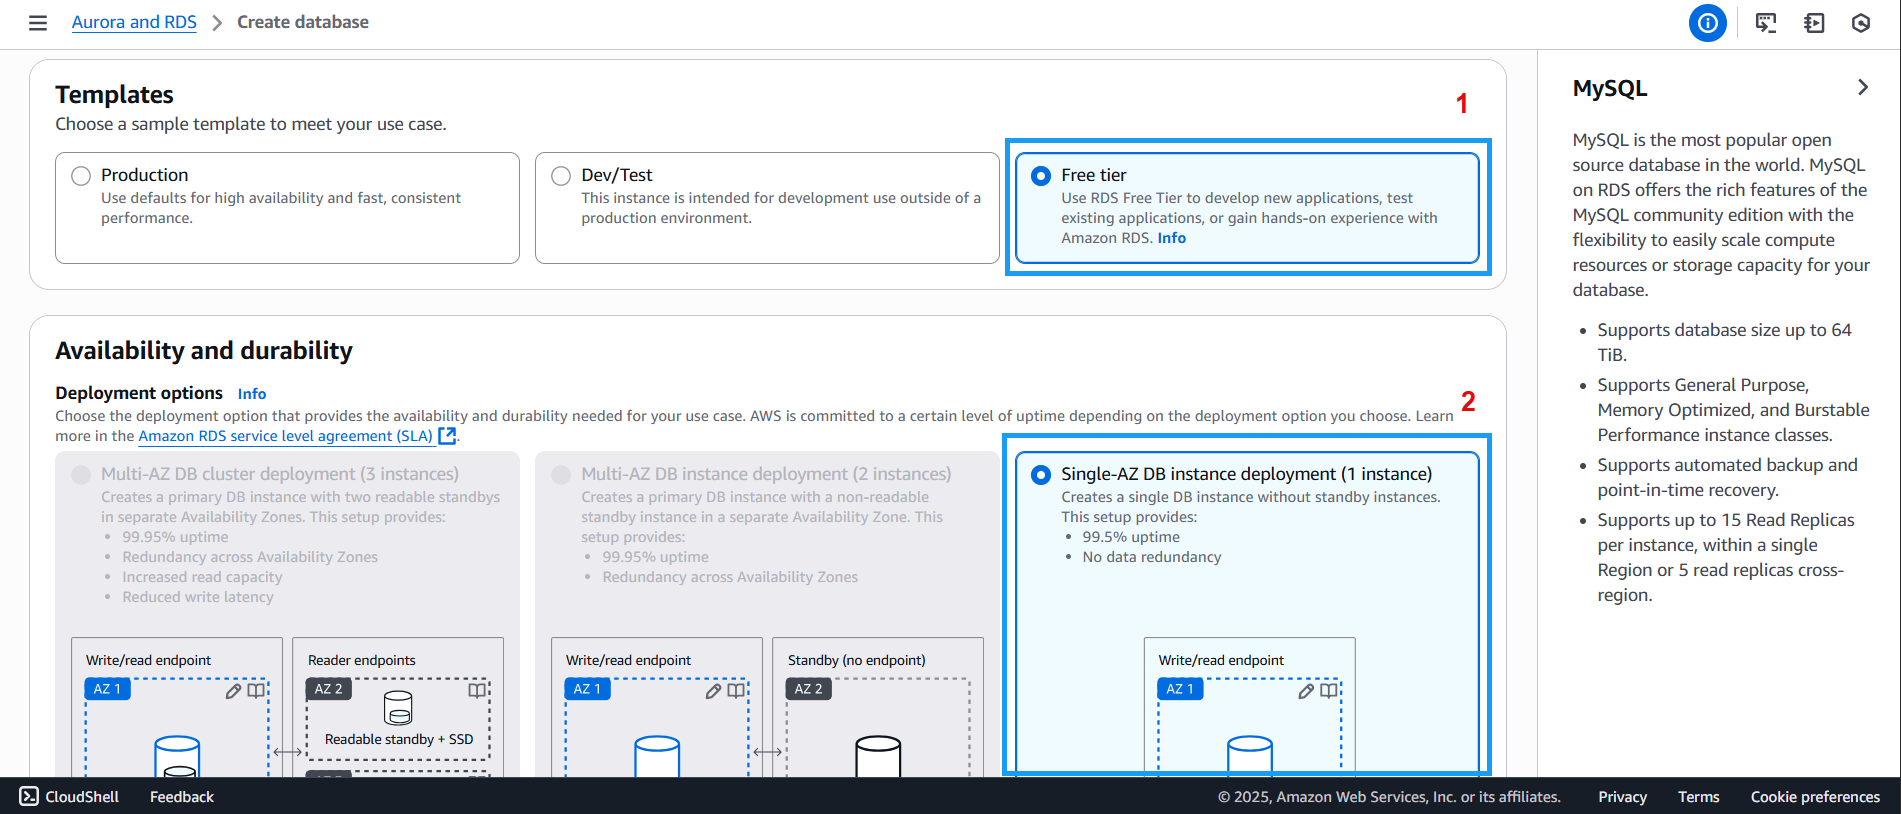 Aurora and RDS
Create database
Templates
Choose a sample template to meet your use case.
1
Production
Use defaults for high availability and fast, consistent
performance.
Dev/Test
This instance is intended for development use outside of a
production environment.
Free tier
Use RDS Free Tier to develop new applications, test
existing applications, or gain hands-on experience with
Amazon RDS. Info
Availability and durability
Deployment options Info
Choose the deployment option that provides the availability and durability needed for your use case. AWS is committed to a certain level of uptime depending on the deployment option you choose. Learn
more in the Amazon RDS service level agreement (SLA).
2
Multi-AZ DB cluster deployment (3 instances)
Creates a primary DB instance with two readable standbys
in separate Availability Zones. This setup provides:
• 99.95% uptime
• Redundancy across Availability Zones
• Increased read capacity
• Reduced write latency
Write/read endpoint
AZ 1
Reader endpoints
AZ 2
Readable standby + SSD
Multi-AZ DB instance deployment (2 instances)
Creates a primary DB instance with a non-readable
standby instance in a separate Availability Zone. This
setup provides:
• 99.95% uptime
• Redundancy across Availability Zones
Write/read endpoint
AZ 1
Standby (no endpoint)
AZ 2
Single-AZ DB instance deployment (1 instance)
Creates a single DB instance without standby instances.
This setup provides:
• 99.5% uptime
• No data redundancy
Write/read endpoint
AZ 1
MySQL
MySQL is the most popular open
source database in the world. MySQL
on RDS offers the rich features of the
MySQL community edition with the
flexibility to easily scale compute
resources or storage capacity for your
database.
• Supports database size up to 64
TiB.
• Supports General Purpose,
Memory Optimized, and Burstable
Performance instance classes.
• Supports automated backup and
point-in-time recovery.
• Supports up to 15 Read Replicas
per instance, within a single
Region or 5 read replicas cross-
region.
CloudShell
Feedback
© 2025, Amazon Web Services, Inc. or its affiliates.
Privacy
Terms
Cookie preferences